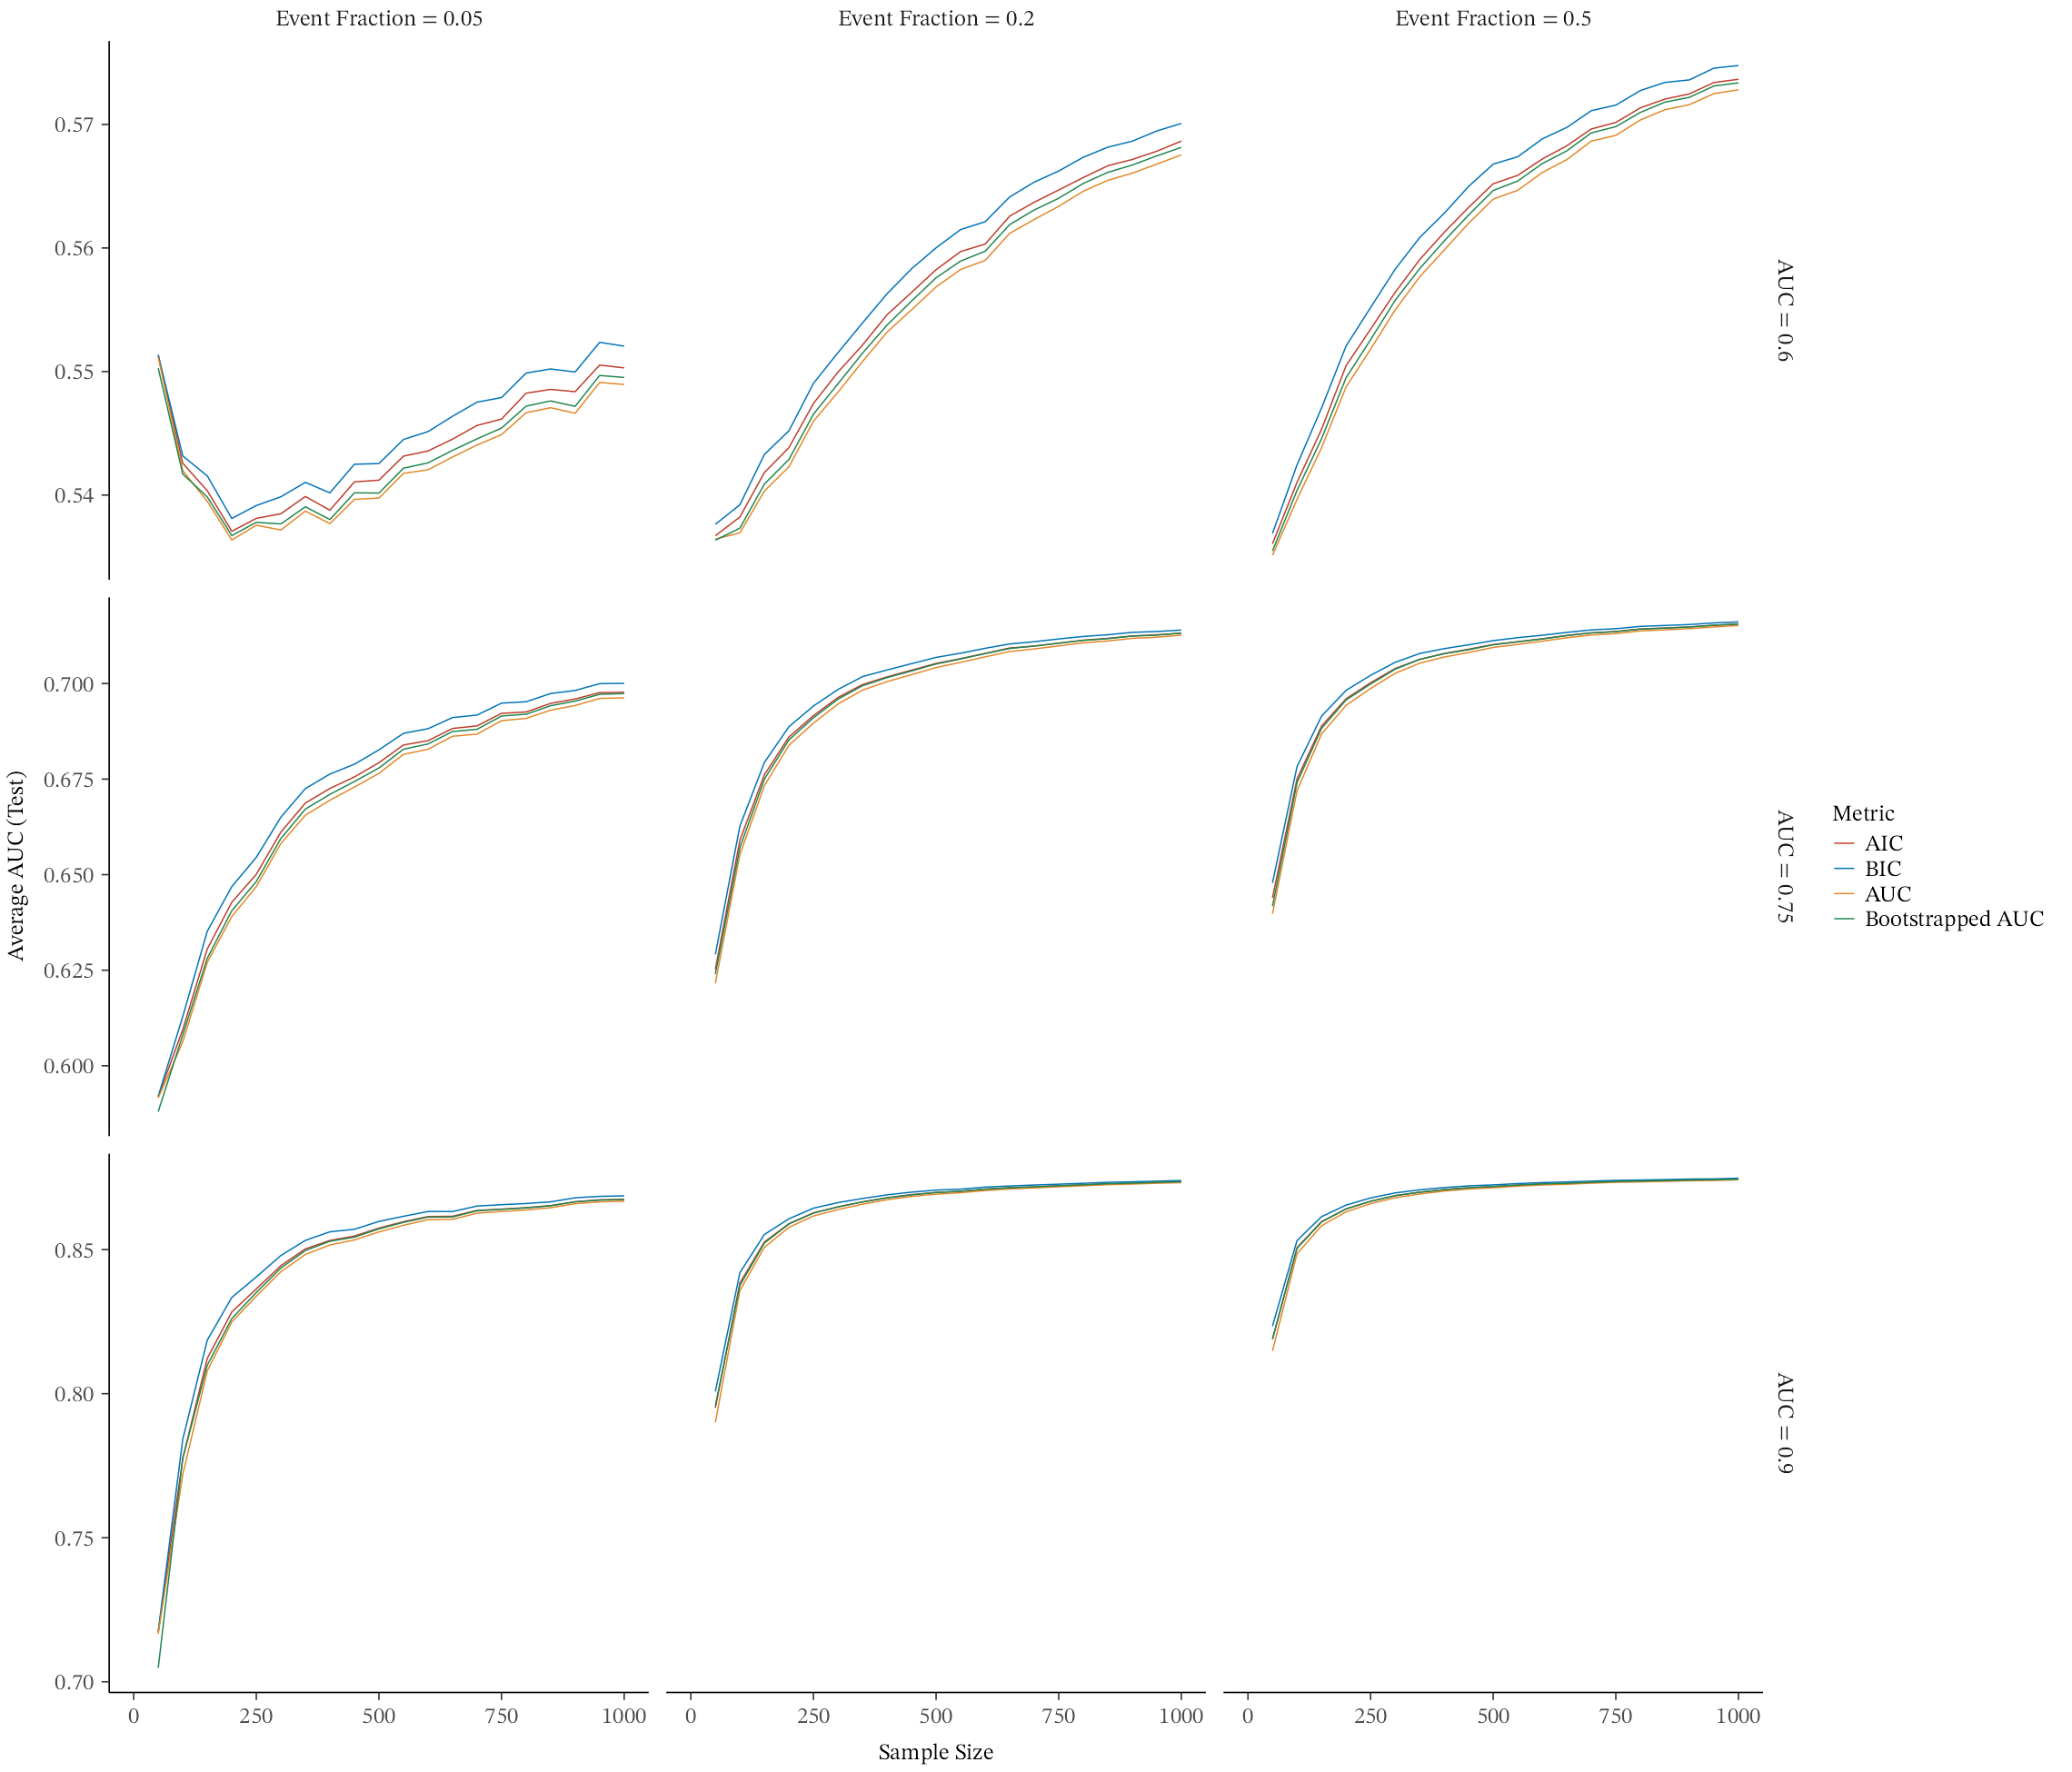 Event Fraction = 0.05
Event Fraction = 0.2
Event Fraction = 0.5
0.57
0.56
0.55
0.54
AUC = 0.6
0.700
0.675
0.650
0.625
0.600
AUC = 0.75
Average AUC (Test)
Metric
AIC
BIC
AUC
Bootstrapped AUC
0.85
0.80
0.75
0.70
AUC = 0.9
0 250 500 750 1000
0 250 500 750 1000
0 250 500 750 1000
Sample Size